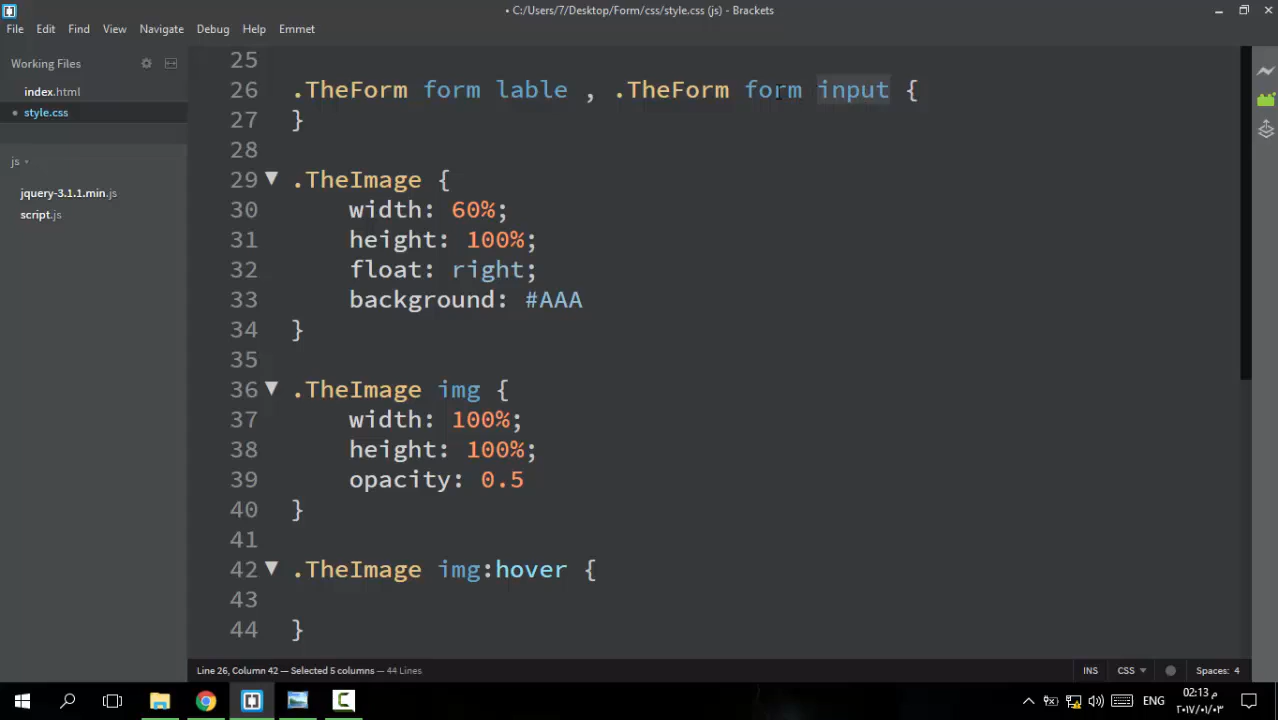 • C:/Users/7/Desktop/Form/css/style.css (js) - Brackets
File Edit Find View Navigate Debug Help Emmet
Working Files
index.html
• style.css
js
jquery-3.1.1.min.js
script.js
25
26 .TheForm form lable , .TheForm form input {
27 }
28
29 .TheImage {
30 width: 60%;
31 height: 100%;
32 float: right;
33 background: #AAA
34 }
35
36 .TheImage img {
37 width: 100%;
38 height: 100%;
39 opacity: 0.5
40 }
41
42 .TheImage img:hover {
43
44 }
Line 26, Column 42 — Selected 5 columns — 44 Lines
INS CSS Spaces: 4
ENG
02:13 م
٢٠١٧/٠١/٠٣